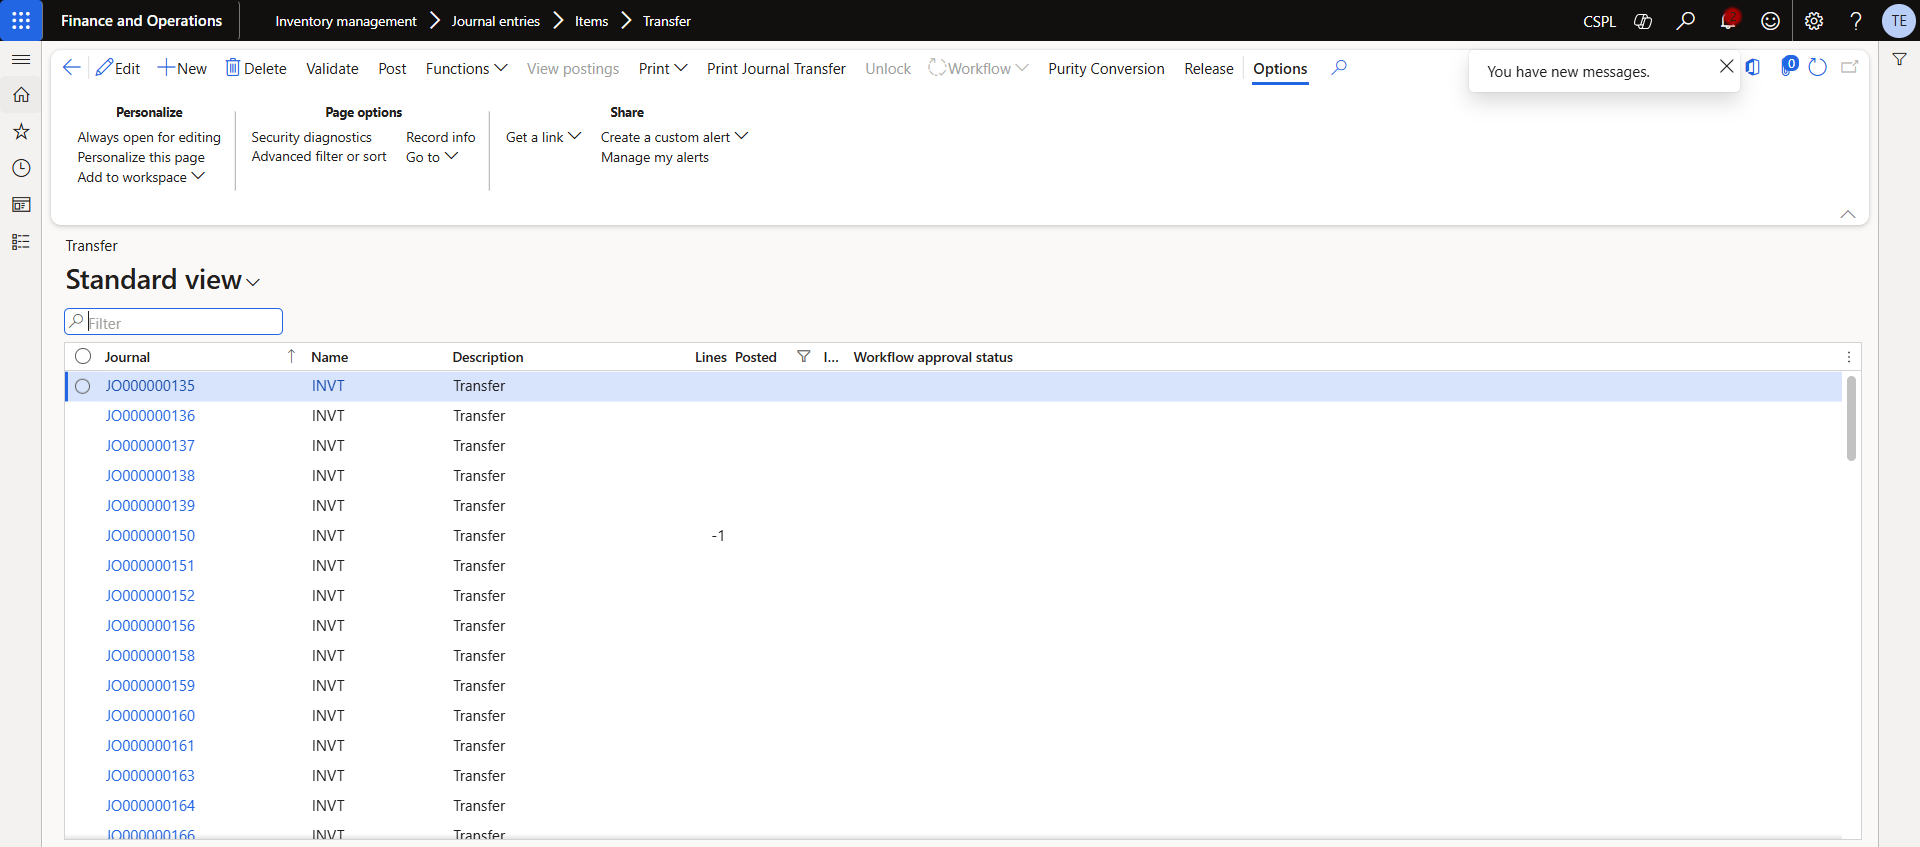 Finance and Operations
Inventory management > Journal entries > Items > Transfer
CSPL
2
TE
Edit New Delete Validate Post Functions View postings Print Print Journal Transfer Unlock Workflow Purity Conversion Release Options
You have new messages.
0
Personalize
Always open for editing
Personalize this page
Add to workspace
Page options
Security diagnostics
Advanced filter or sort
Record info
Go to
Get a link
Share
Create a custom alert
Manage my alerts
Transfer
Standard view
Filter
Journal Name Description Lines Posted I... Workflow approval status
JO000000135 INVT Transfer
JO000000136 INVT Transfer
JO000000137 INVT Transfer
JO000000138 INVT Transfer
JO000000139 INVT Transfer
JO000000150 INVT Transfer -1
JO000000151 INVT Transfer
JO000000152 INVT Transfer
JO000000156 INVT Transfer
JO000000158 INVT Transfer
JO000000159 INVT Transfer
JO000000160 INVT Transfer
JO000000161 INVT Transfer
JO000000163 INVT Transfer
JO000000164 INVT Transfer
JO000000166 INVT Transfer